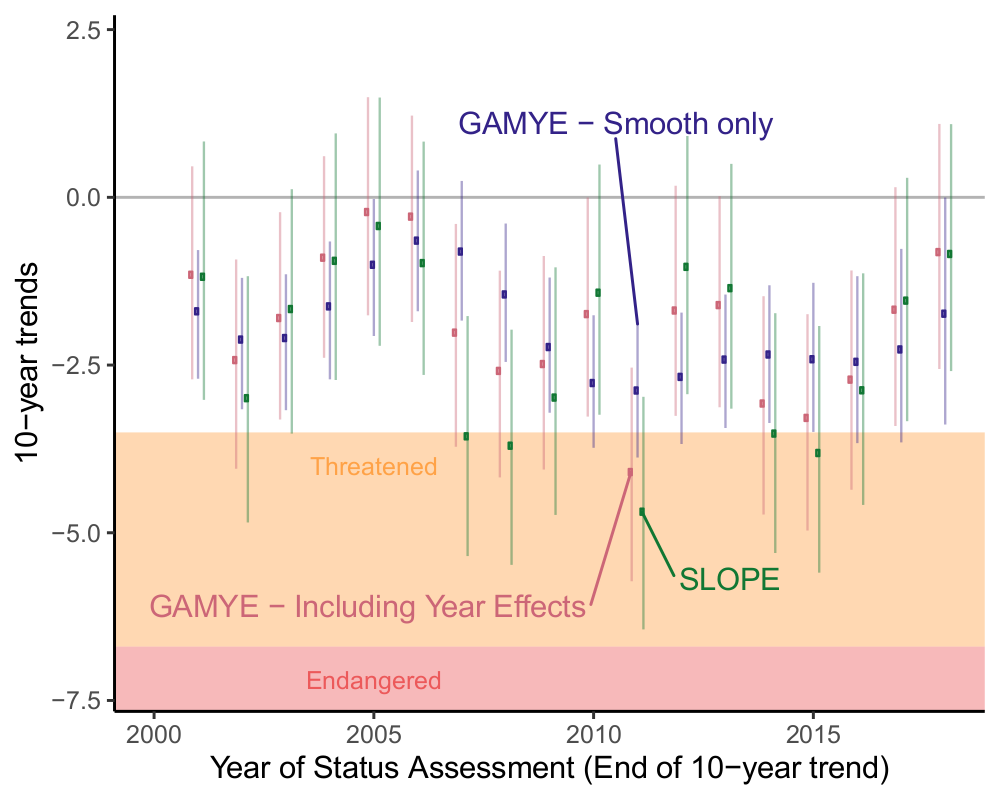 2.5
GAMYE − Smooth only
0.0
−2.5
10−year trends
Threatened
−5.0
SLOPE
GAMYE − Including Year Effects
Endangered
−7.5
2000 2005 2010 2015
Year of Status Assessment (End of 10−year trend)